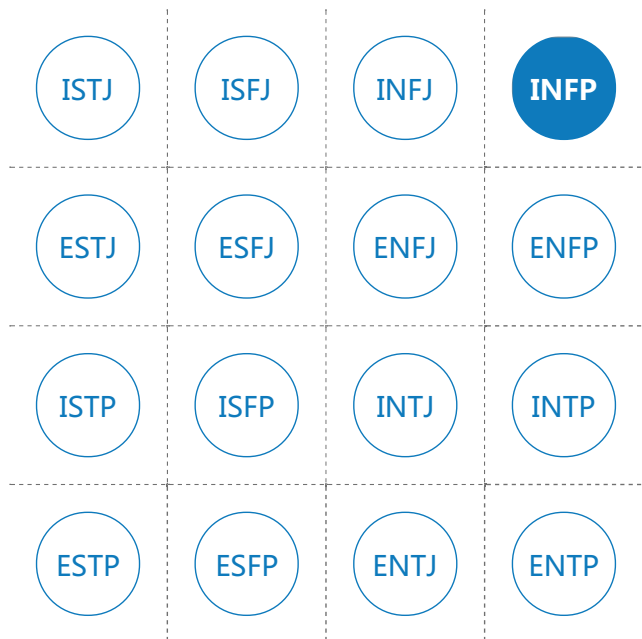 ISTJ ISFJ INFJ INFP
ESTJ ESFJ ENFJ ENFP
ISTP ISFP INTJ INTP
ESTP ESFP ENTJ ENTP